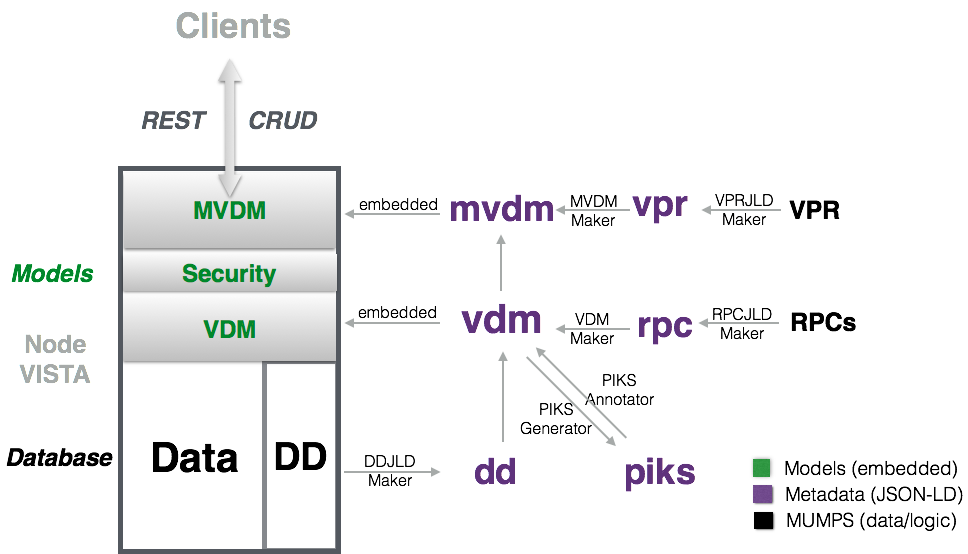 Clients
REST
CRUD
MVDM
embedded
mvdm
MVDM
Maker
vpr
VPRJLD
Maker
VPR
Models
Security
VDM
embedded
vdm
VDM
Maker
rpc
RPCJLD
Maker
RPCs
Node
VISTA
PIKS
Annotator
PIKS
Generator
Database
Data
DD
DDJLD
Maker
dd
piks
Models (embedded)
Metadata (JSON-LD)
MUMPS (data/logic)